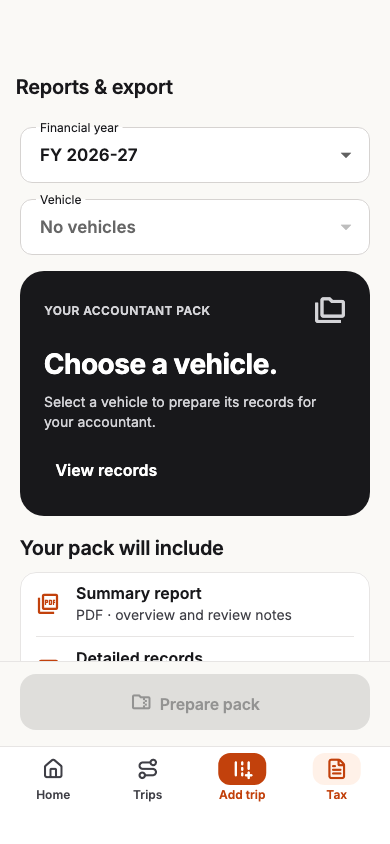 Reports & export
Financial year
FY 2026-27
Vehicle
No vehicles
YOUR ACCOUNTANT PACK
Choose a vehicle.
Select a vehicle to prepare its records for
your accountant.
View records
Your pack will include
PDF
Summary report
PDF · overview and review notes
Detailed records
Prepare pack
Home
Trips
Add trip
Tax